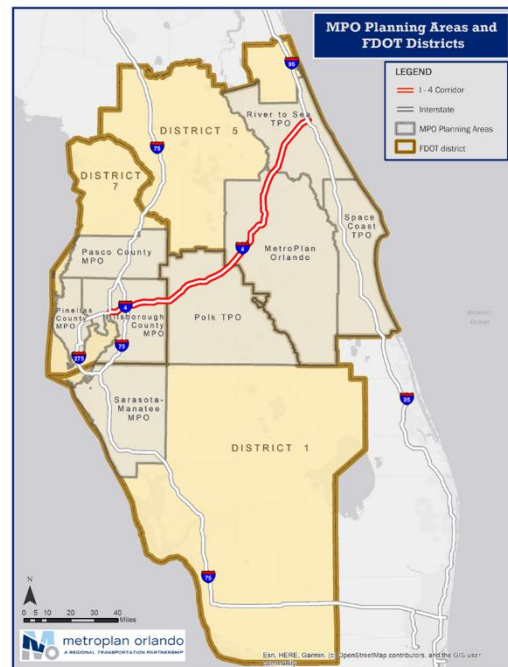 MPO Planning Areas and
FDOT Districts
LEGEND
I - 4 Corridor
Interstate
MPO Planning Areas
FDOT district
95
River to Sea
TPO
DISTRICT 5
75
DISTRICT
7
Space
Coast
TPO
MetroPlan
Orlando
4
Pasco County
MPO
Pinellas
County
MPO
4
Hillsborough
County
MPO
Polk TPO
75
275
Atlantic
Ocean
Sarasota-
Manatee
MPO
95
DISTRICT 1
75
N
0 5 10 20 30 40
Miles
metroplan orlando
A REGIONAL TRANSPORTATION PARTNERSHIP
Esri, HERE, Garmin, (c) OpenStreetMap contributors, and the GIS user
community